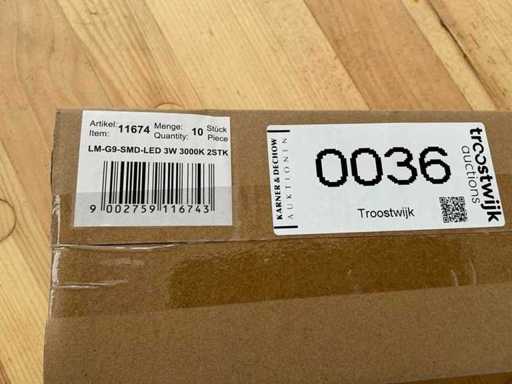 Artikel: 11674 Menge: 10 Stück
Item: Quantity: Piece
LM-G9-SMD-LED 3W 3000K 2STK
9 002759 116743
KARNER & DECHOW
AUKTIONEN
0036
Troostwijk
troostwijk
auctions